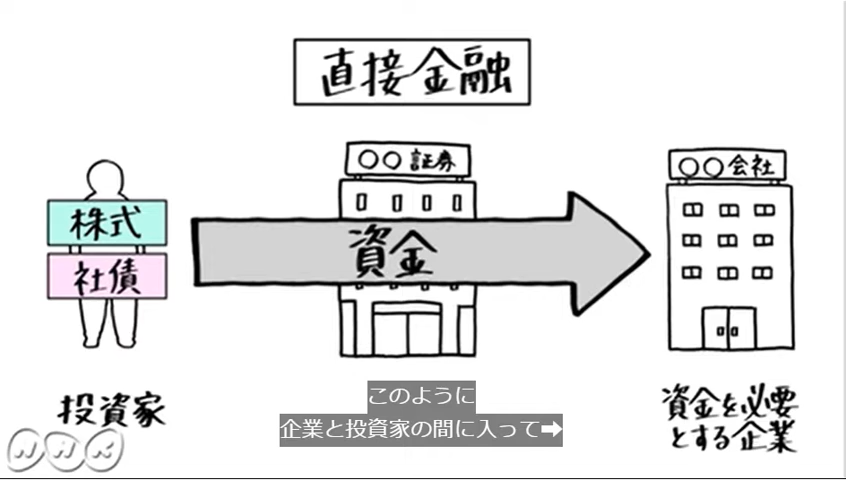 直接金融
○○証券
○○会社
株式
社債
資金
投資家
資金を必要
とする企業
このように
企業と投資家の間に入って➡
NHK